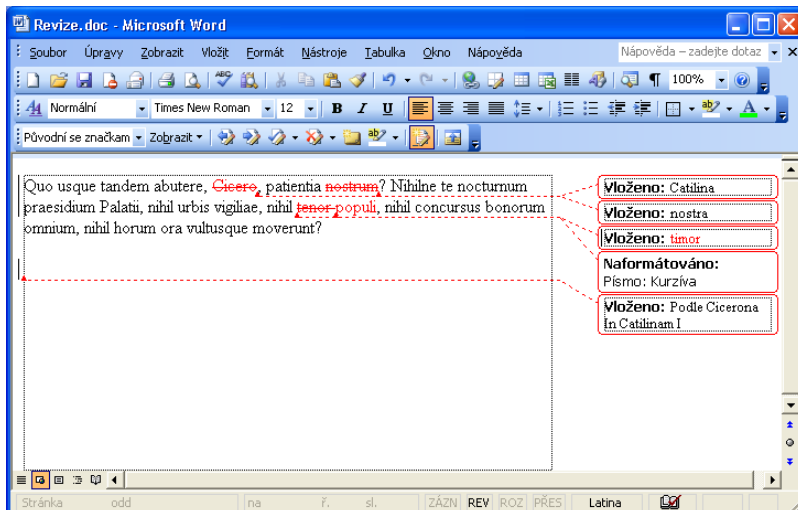 Revize.doc - Microsoft Word
Soubor Úpravy Zobrazit Vložit Formát Nástroje Tabulka Okno Nápověda Nápověda – zadejte dotaz
100%
Normální Times New Roman 12 B I U
Původní se značkam Zobrazit
Quo usque tandem abutere, Cicero, patientia nostrum? Nihilne te nocturnum
praesidium Palatii, nihil urbis vigiliae, nihil tenor populi, nihil concursus bonorum
omnium, nihil horum ora vultusque moverunt?
Vloženo: Catilina
Vloženo: nostra
Vloženo: timor
Naformátováno:
Písmo: Kurzíva
Vloženo: Podle Cicerona
In Catilinam I
Stránka odd na ř. sl. ZÁZN REV ROZ PŘES Latina